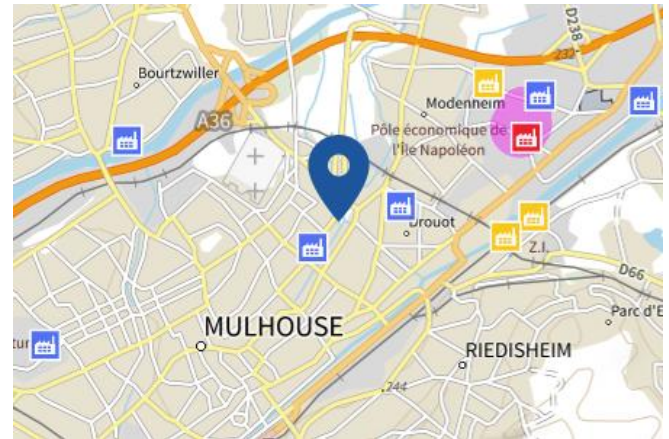 D238
232
Bourtzwiller
Modenheim
A36
Pôle économique de
l'Île Napoléon
Drouot
Z.I.
D66
MULHOUSE
Parc d'E
tur
RIEDISHEIM
244